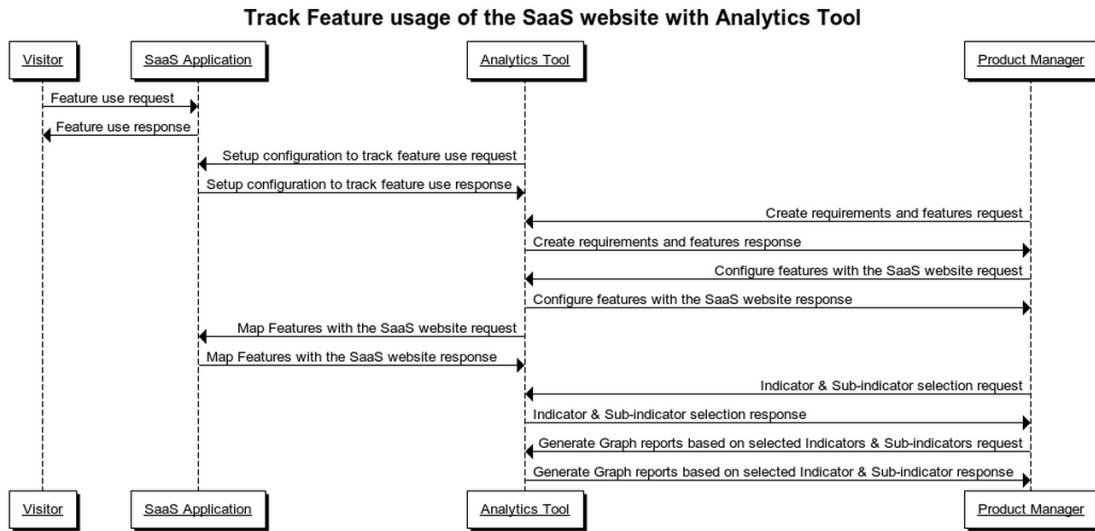 Track Feature usage of the SaaS website with Analytics Tool
Visitor
SaaS Application
Analytics Tool
Product Manager
Feature use request
Feature use response
Setup configuration to track feature use request
Setup configuration to track feature use response
Create requirements and features request
Create requirements and features response
Configure features with the SaaS website request
Configure features with the SaaS website response
Map Features with the SaaS website request
Map Features with the SaaS website response
Indicator & Sub-indicator selection request
Indicator & Sub-indicator selection response
Generate Graph reports based on selected Indicators & Sub-indicators request
Generate Graph reports based on selected Indicator & Sub-indicator response
Visitor
SaaS Application
Analytics Tool
Product Manager